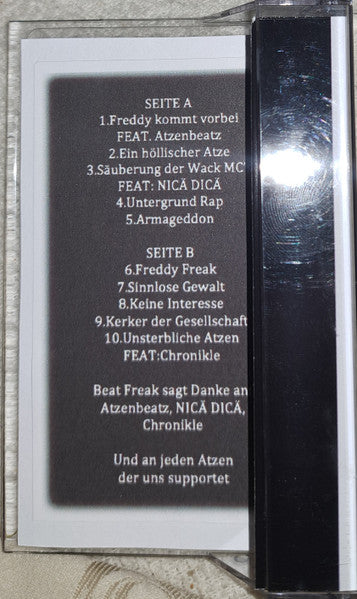 SEITE A
1.Freddy kommt vorbei
FEAT. Atzenbeatz
2.Ein höllischer Atze
3.Säuberung der Wack MC'
FEAT: NICĂ DICĂ
4.Untergrund Rap
5.Armageddon
SEITE B
6.Freddy Freak
7.Sinnlose Gewalt
8.Keine Interesse
9.Kerker der Gesellschaft
10.Unsterbliche Atzen
FEAT:Chronikle
Beat Freak sagt Danke an
Atzenbeatz, NICĂ DICĂ,
Chronikle
Und an jeden Atzen
der uns supportet